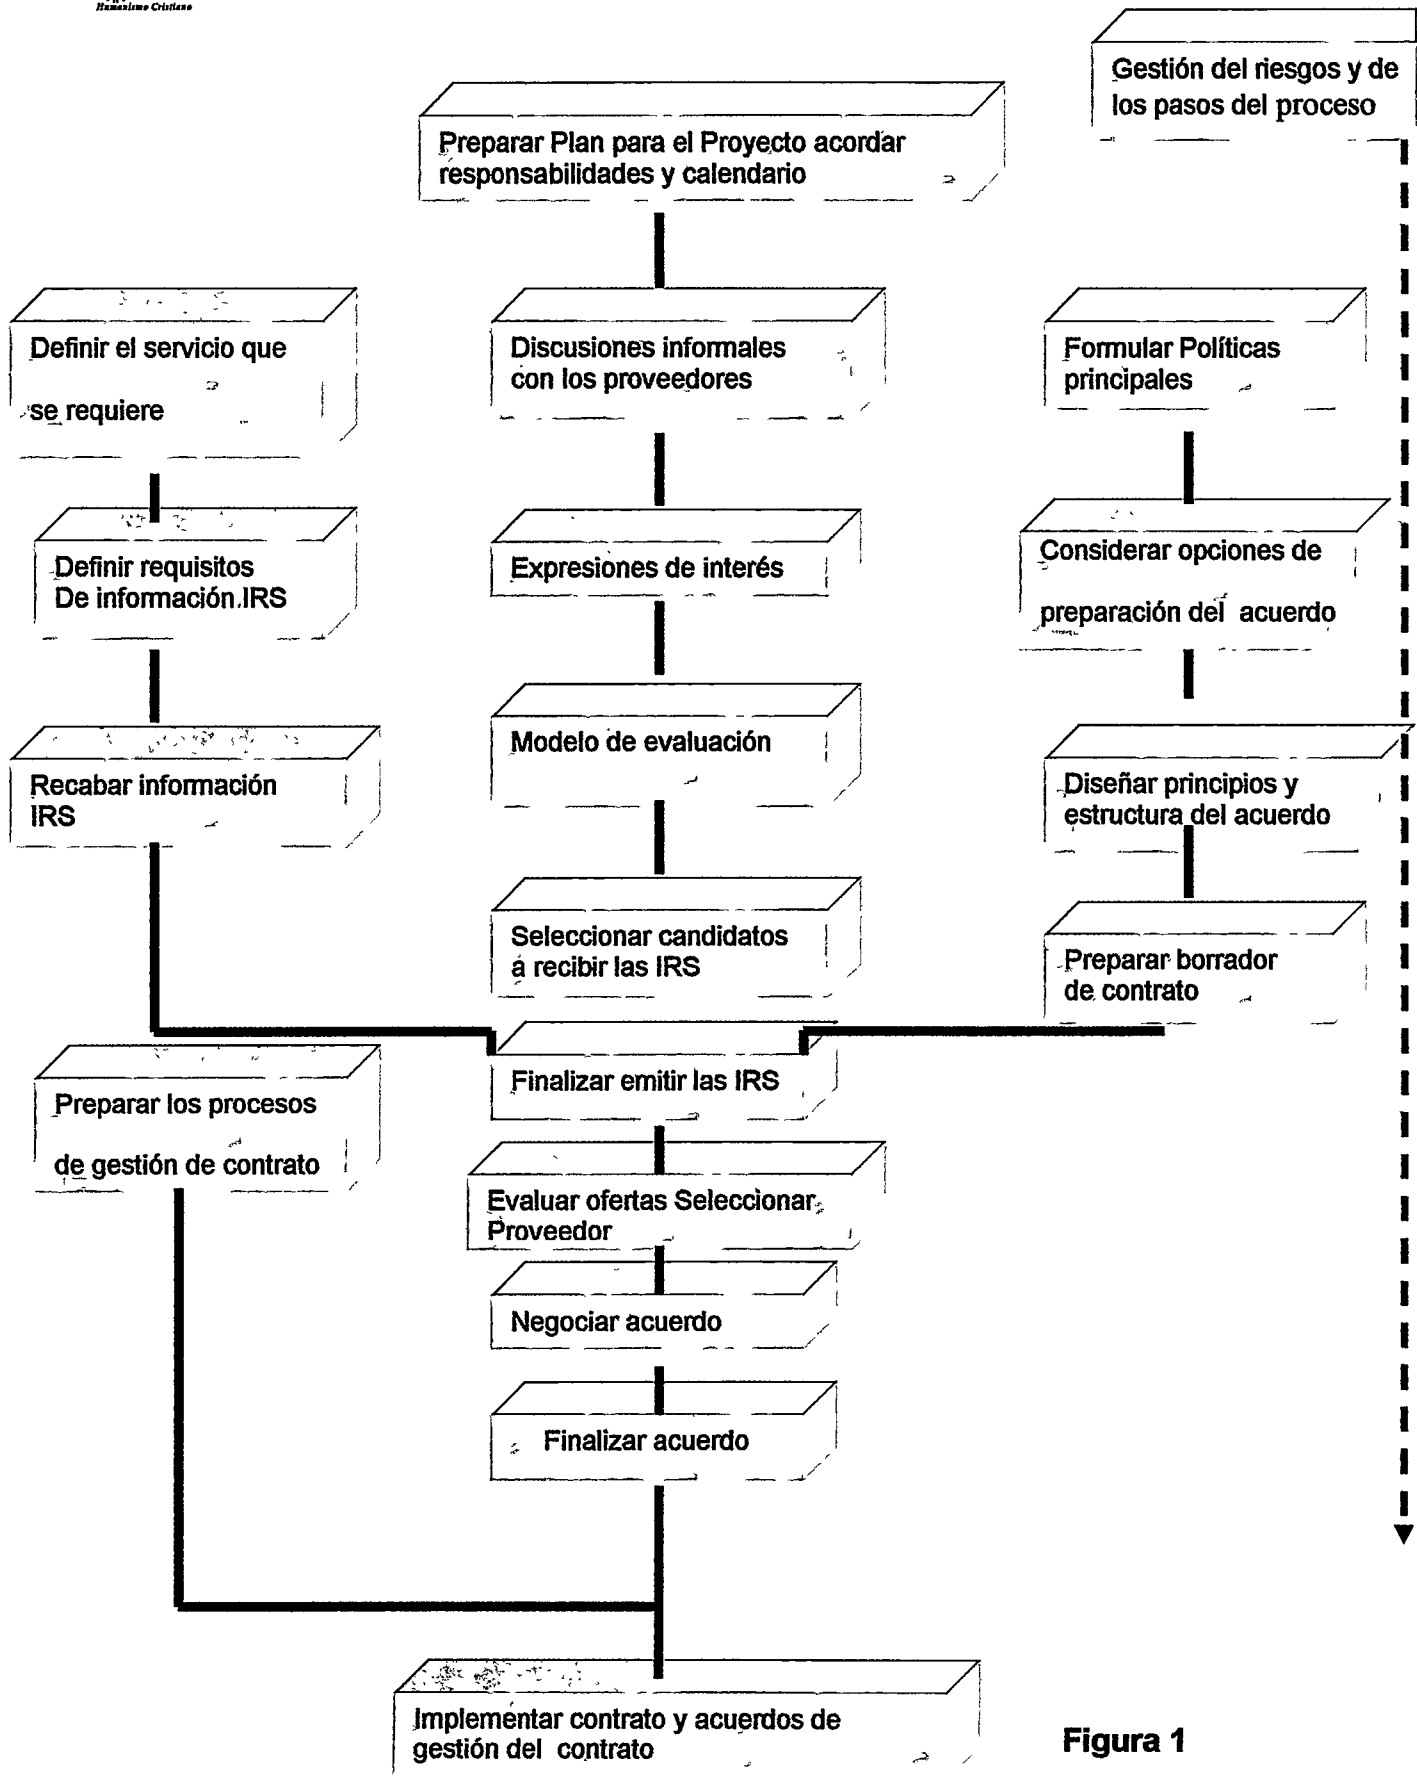 Humanismo Cristiano
Gestión del riesgos y de
los pasos del proceso
Preparar Plan para el Proyecto acordar
responsabilidades y calendario
Definir el servicio que
se requiere
Discusiones informales
con los proveedores
Formular Políticas
principales
Definir requisitos
De información.IRS
Expresiones de interés
Considerar opciones de
preparación del acuerdo
Recabar información
IRS
Modelo de evaluación
Diseñar principios y
estructura del acuerdo
Seleccionar candidatos
a recibir las IRS
Preparar borrador
de contrato
Preparar los procesos
de gestión de contrato
Finalizar emitir las IRS
Evaluar ofertas Seleccionar
Proveedor
Negociar acuerdo
Finalizar acuerdo
Implementar contrato y acuerdos de
gestión del contrato
Figura 1